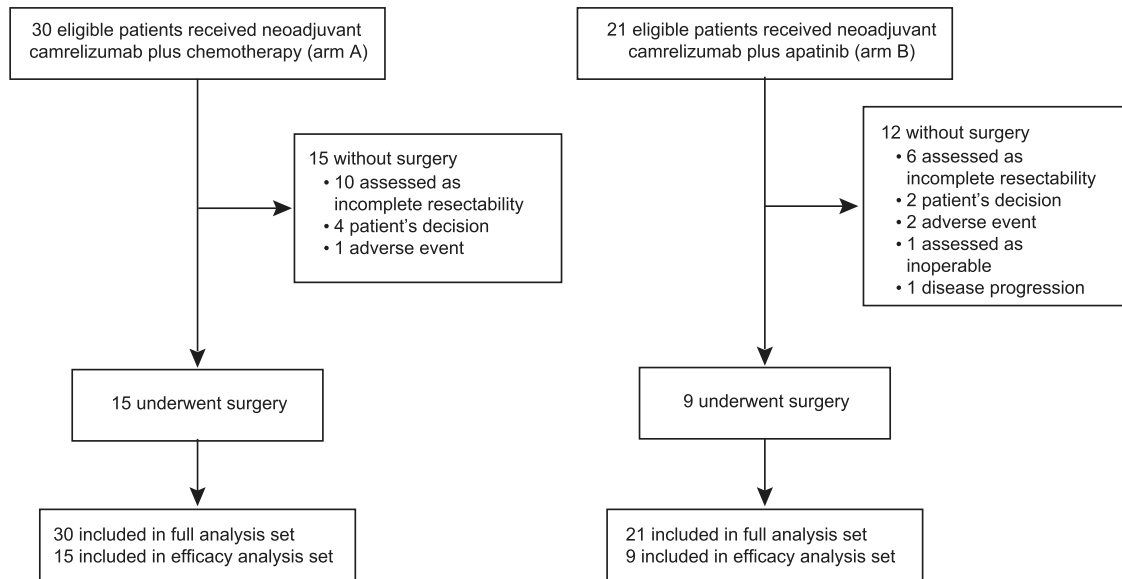 30 eligible patients received neoadjuvant
camrelizumab plus chemotherapy (arm A)
15 without surgery
• 10 assessed as
incomplete resectability
• 4 patient's decision
• 1 adverse event
15 underwent surgery
30 included in full analysis set
15 included in efficacy analysis set
21 eligible patients received neoadjuvant
camrelizumab plus apatinib (arm B)
12 without surgery
• 6 assessed as
incomplete resectability
• 2 patient's decision
• 2 adverse event
• 1 assessed as
inoperable
• 1 disease progression
9 underwent surgery
21 included in full analysis set
9 included in efficacy analysis set